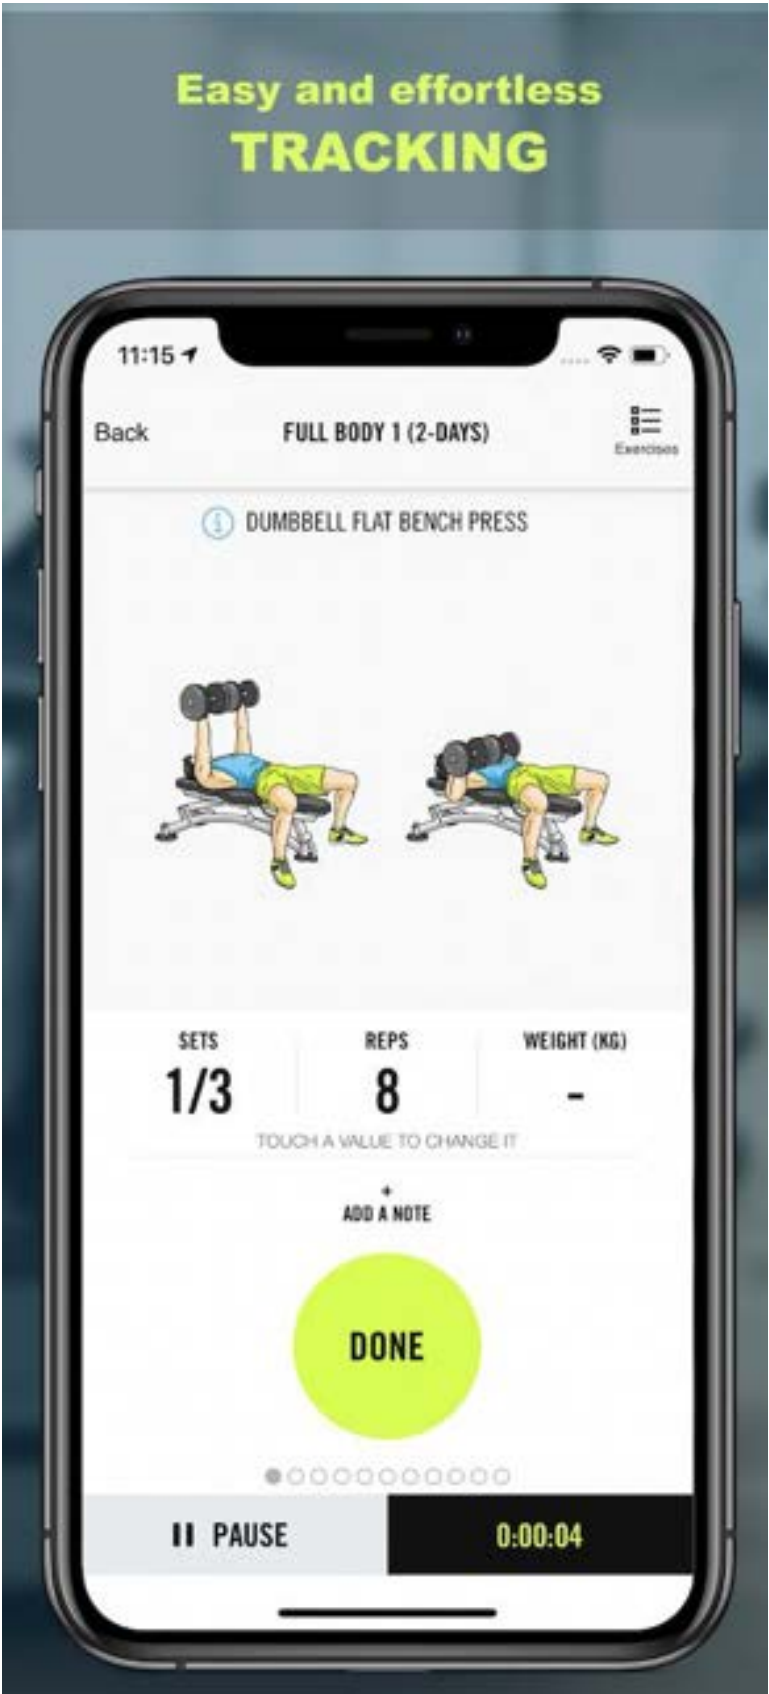 Easy and effortless
TRACKING
11:15
Back
FULL BODY 1 (2-DAYS)
Exercises
DUMBBELL FLAT BENCH PRESS
SETS
REPS
WEIGHT (KG)
1/3
8
-
TOUCH A VALUE TO CHANGE IT
+
ADD A NOTE
DONE
PAUSE
0:00:04